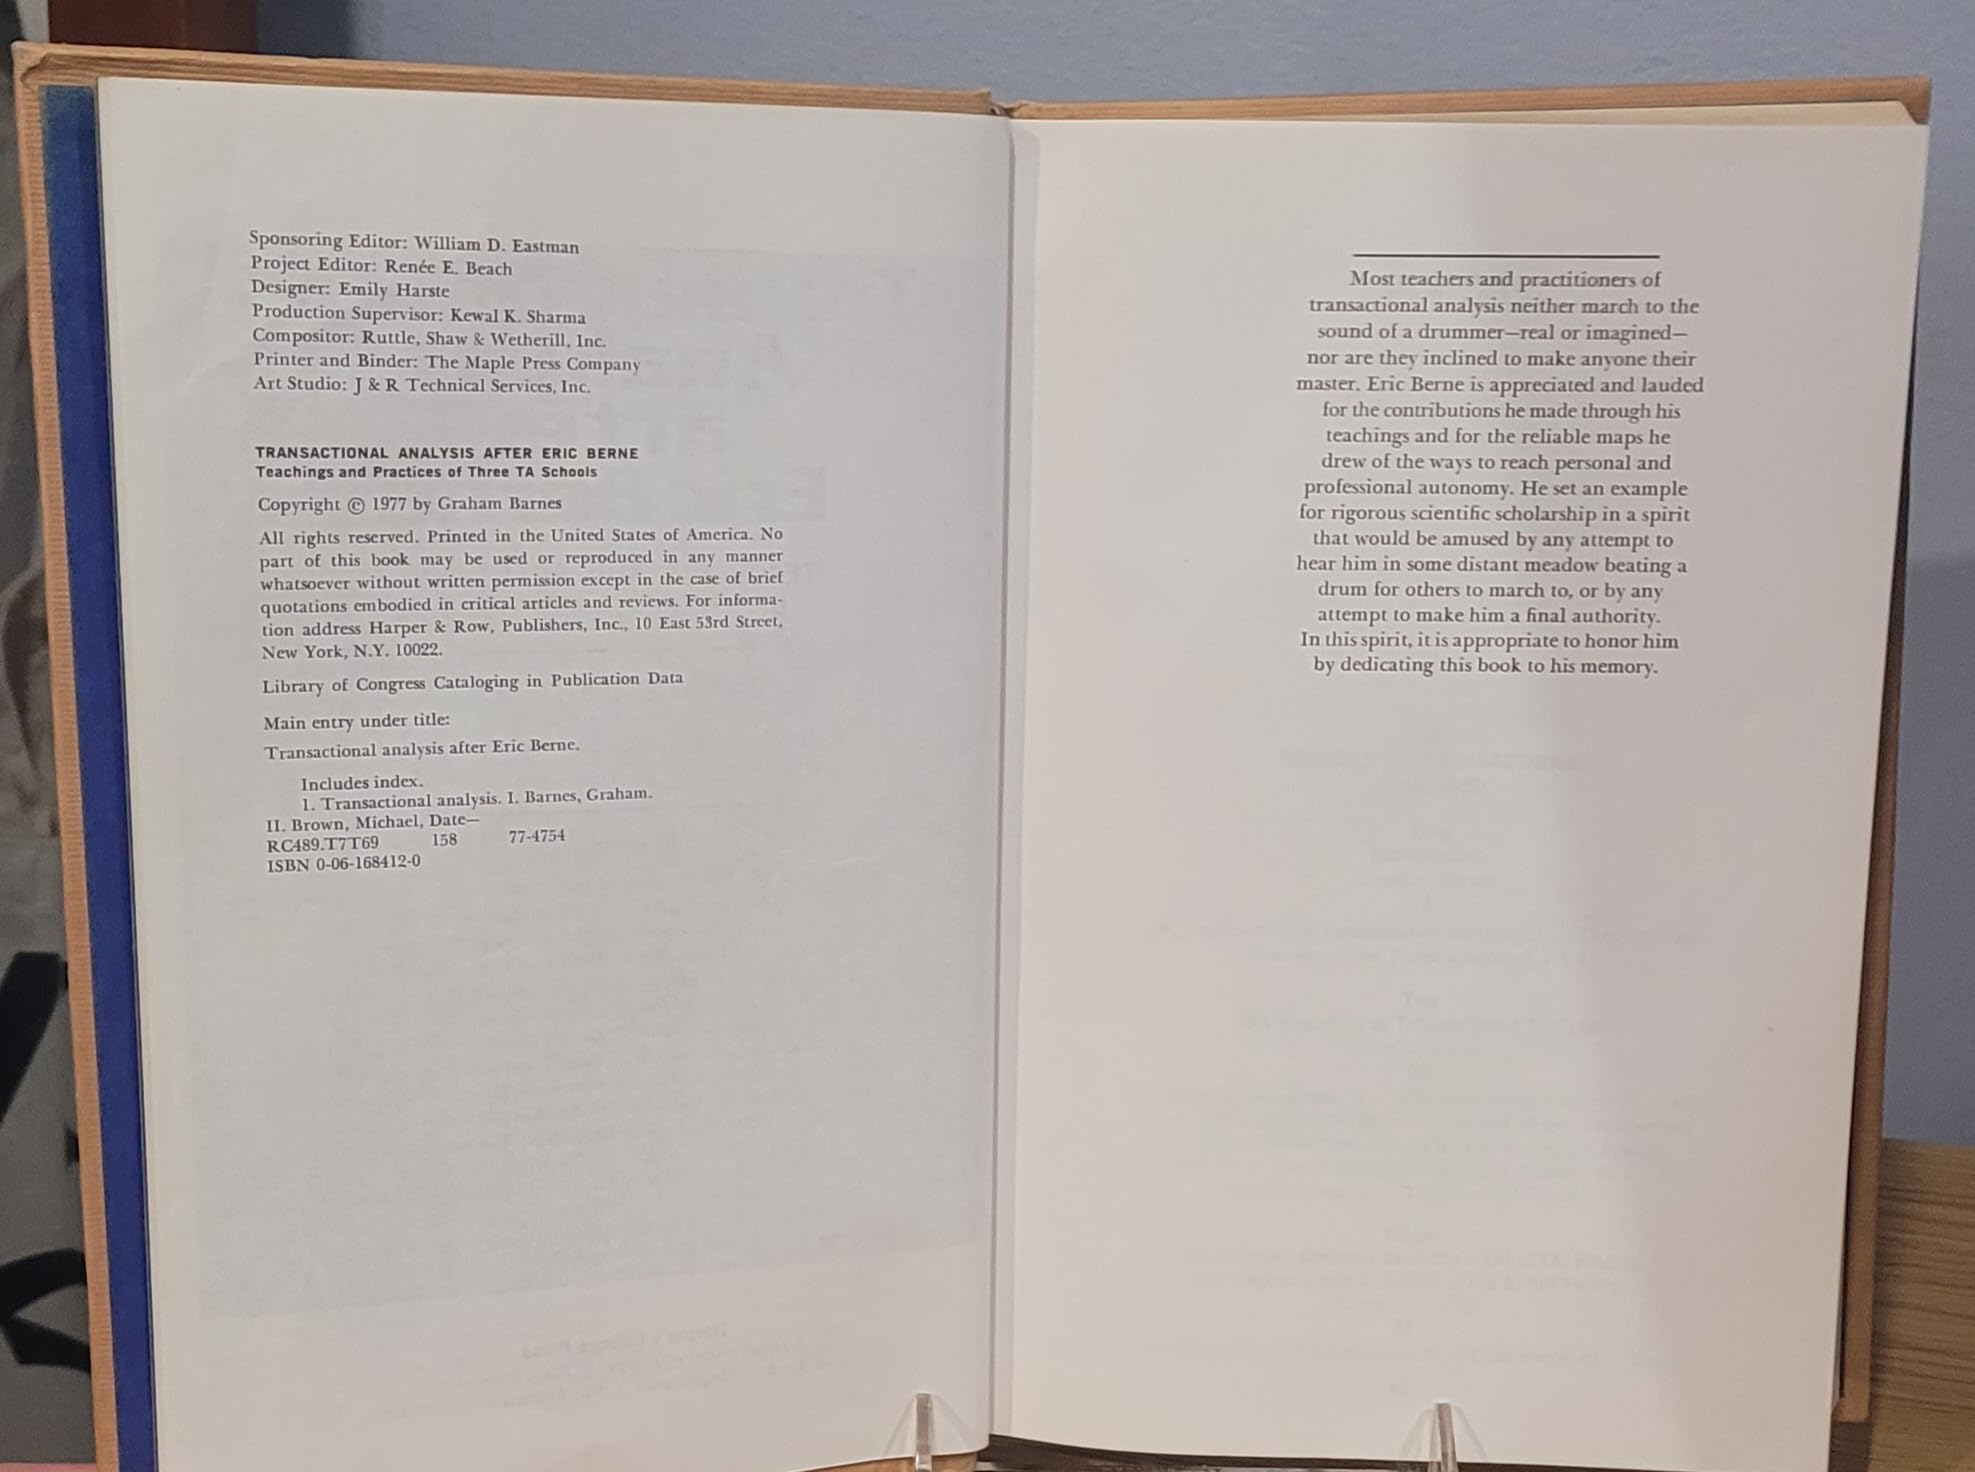 Sponsoring Editor: William D. Eastman
Project Editor: Renée E. Beach
Designer: Emily Harste
Production Supervisor: Kewal K. Sharma
Compositor: Ruttle, Shaw & Wetherill, Inc.
Printer and Binder: The Maple Press Company
Art Studio: J & R Technical Services, Inc.
TRANSACTIONAL ANALYSIS AFTER ERIC BERNE
Teachings and Practices of Three TA Schools
Copyright © 1977 by Graham Barnes
All rights reserved. Printed in the United States of America. No
part of this book may be used or reproduced in any manner
whatsoever without written permission except in the case of brief
quotations embodied in critical articles and reviews. For informa-
tion address Harper & Row, Publishers, Inc., 10 East 53rd Street,
New York, N.Y. 10022.
Library of Congress Cataloging in Publication Data
Main entry under title:
Transactional analysis after Eric Berne.
Includes index.
1. Transactional analysis. I. Barnes, Graham.
II. Brown, Michael, Date—
RC489.T7T69 158 77-4754
ISBN 0-06-168412-0
Most teachers and practitioners of
transactional analysis neither march to the
sound of a drummer—real or imagined—
nor are they inclined to make anyone their
master. Eric Berne is appreciated and lauded
for the contributions he made through his
teachings and for the reliable maps he
drew of the ways to reach personal and
professional autonomy. He set an example
for rigorous scientific scholarship in a spirit
that would be amused by any attempt to
hear him in some distant meadow beating a
drum for others to march to, or by any
attempt to make him a final authority.
In this spirit, it is appropriate to honor him
by dedicating this book to his memory.